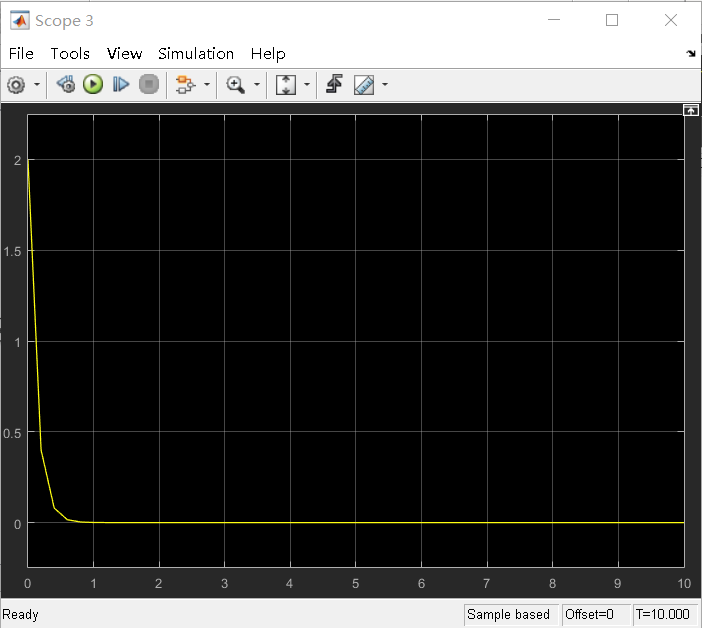 Scope 3
File Tools View Simulation Help
2
1.5
1
0.5
0
0 1 2 3 4 5 6 7 8 9 10
Ready Sample based Offset=0 T=10.000